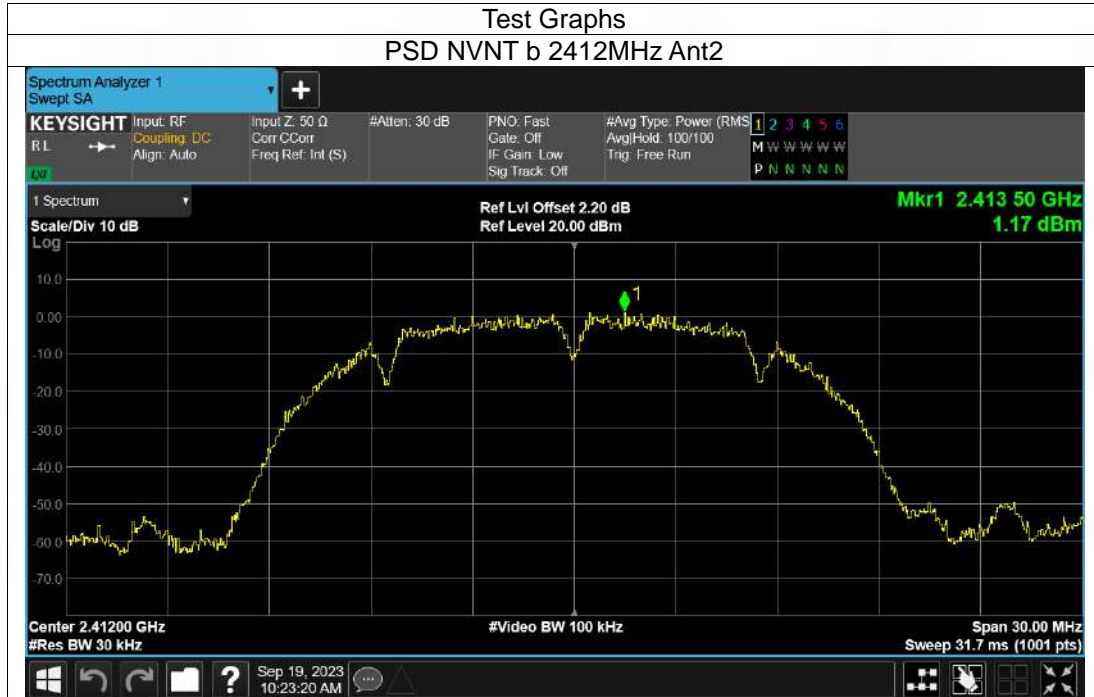 Test Graphs
PSD NVNT b 2412MHz Ant2
Spectrum Analyzer 1
Swept SA
KEYSIGHT
RL
Input: RF
Coupling: DC
Align: Auto
Input Z: 50 Ω
Corr CCorr
Freq Ref: Int (S)
#Atten: 30 dB
PNO: Fast
Gate: Off
IF Gain: Low
Sig Track: Off
#Avg Type: Power (RMS
Avg|Hold: 100/100
Trig: Free Run
1 2 3 4 5 6
M W W W W W
P N N N N N
1 Spectrum
Scale/Div 10 dB
Log
Ref Lvl Offset 2.20 dB
Ref Level 20.00 dBm
Mkr1 2.413 50 GHz
1.17 dBm
1
10.0
0.00
-10.0
-20.0
-30.0
-40.0
-50.0
-60.0
-70.0
Center 2.41200 GHz
#Res BW 30 kHz
#Video BW 100 kHz
Span 30.00 MHz
Sweep 31.7 ms (1001 pts)
?
Sep 19, 2023
10:23:20 AM